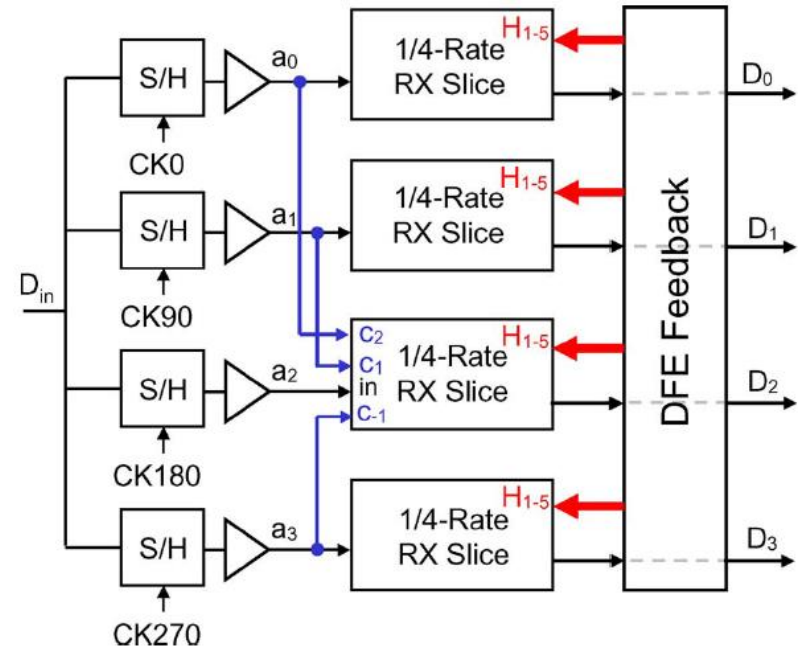 S/H
CK0
a₀
1/4-Rate
RX Slice
H₁₋₅
D₀
S/H
CK90
a₁
1/4-Rate
RX Slice
H₁₋₅
D₁
Dᵢₙ
S/H
CK180
a₂
c₂
c₁
in
c₋₁
1/4-Rate
RX Slice
H₁₋₅
D₂
S/H
CK270
a₃
1/4-Rate
RX Slice
H₁₋₅
D₃
DFE Feedback